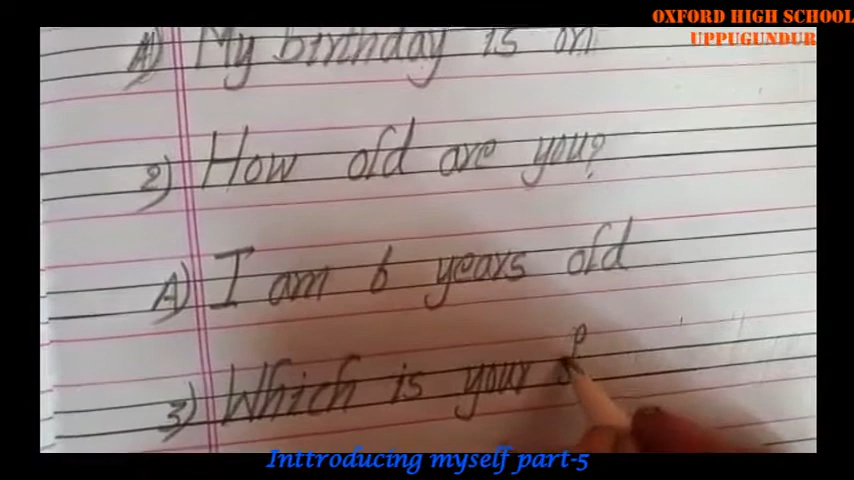 OXFORD HIGH SCHOOL
UPPUGUNDUR
A) My birthday is on
2) How old are you?
A) I am 6 years old
3) Which is your
Inttroducing myself part-5